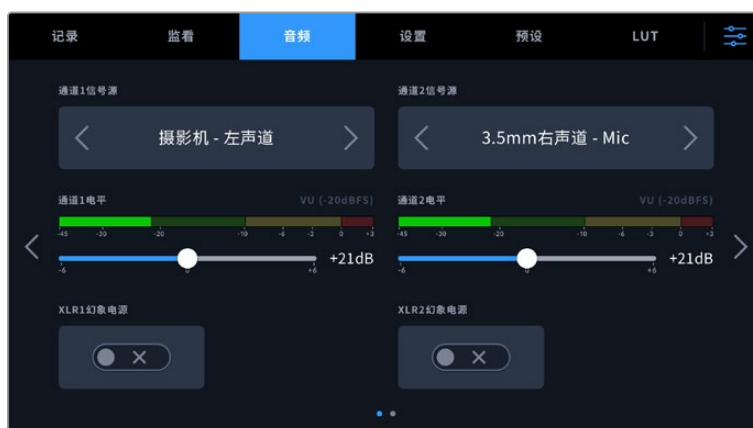 记录 监看 音频 设置 预设 LUT
通道1信号源 通道2信号源
摄影机 - 左声道 3.5mm右声道 - Mic
通道1电平 VU (-20dBFS) 通道2电平 VU (-20dBFS)
-45 -30 -20 -10 -6 -3 0 +3 -45 -30 -20 -10 -6 -3 0 +3
+21dB +21dB
-6 0 +6 -6 0 +6
XLR1幻象电源 XLR2幻象电源